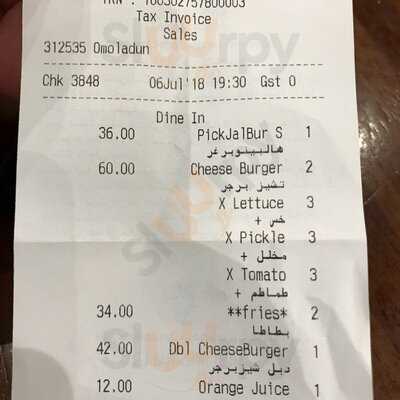 Tax Invoice
Sales
312535 Omoladun
Chk 3848 06Jul'18 19:30 Gst 0
Dine In
36.00 PickJalBur S 1
هالبينوبرغر
60.00 Cheese Burger 2
تشيز برجر
X Lettuce 3
خس +
X Pickle 3
مخلل +
X Tomato 3
طماطم +
34.00 **fries* 2
بطاطا
42.00 Dbl CheeseBurger 1
دبل شيزبرجر
12.00 Orange Juice 1